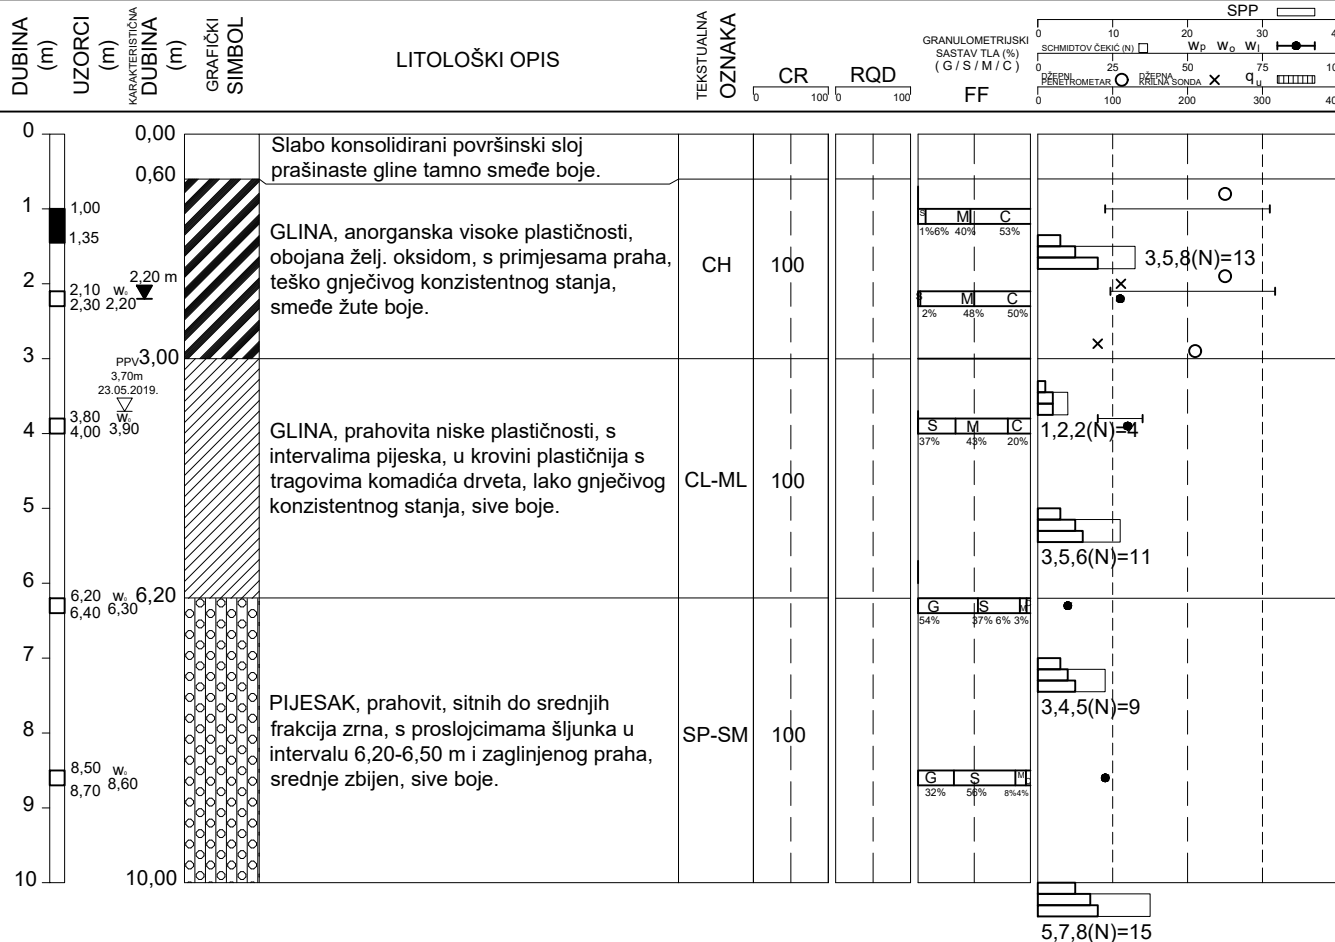 DUBINA (m)
UZORCI (m)
KARAKTERISTIČNA DUBINA (m)
GRAFIČKI SIMBOL
LITOLOŠKI OPIS
TEKSTUALNA OZNAKA
CR
0 100
RQD
0 100
GRANULOMETRIJSKI
SASTAV TLA (%)
( G / S / M / C )
FF
SPP
0 10 20 30
SCHMIDTOV ČEKIĆ (N)
wP wo wl
0 25 50 75
DŽEPNI PENETROMETAR
DŽEPNA KRILNA SONDA
qu
0 100 200 300
0
0,00
Slabo konsolidirani površinski sloj
prašinaste gline tamno smeđe boje.
0,60
1
1,00
1,35
GLINA, anorganska visoke plastičnosti,
obojana želj. oksidom, s primjesama praha,
teško gnječivog konzistentnog stanja,
smeđe žute boje.
CH
100
S M C
1% 6% 40% 53%
3,5,8(N)=13
2
2,20 m
2,10 wo
2,30 2,20
S M C
2% 48% 50%
3
3,00
PPV
3,70m
23.05.2019.
3,80 wo
4,00 3,90
4
GLINA, prahovita niske plastičnosti, s
intervalima pijeska, u krovini plastičnija s
tragovima komadića drveta, lako gnječivog
konzistentnog stanja, sive boje.
CL-ML
100
S M C
37% 43% 20%
1,2,2(N)=4
5
3,5,6(N)=11
6
6,20 wo
6,40 6,30
6,20
G S M
54% 37% 6% 3%
7
3,4,5(N)=9
PIJESAK, prahovit, sitnih do srednjih
frakcija zrna, s proslojcimama šljunka u
intervalu 6,20-6,50 m i zaglinjenog praha,
srednje zbijen, sive boje.
SP-SM
100
8
8,50 wo
8,70 8,60
G S M
32% 56% 8% 4%
9
10
10,00
5,7,8(N)=15